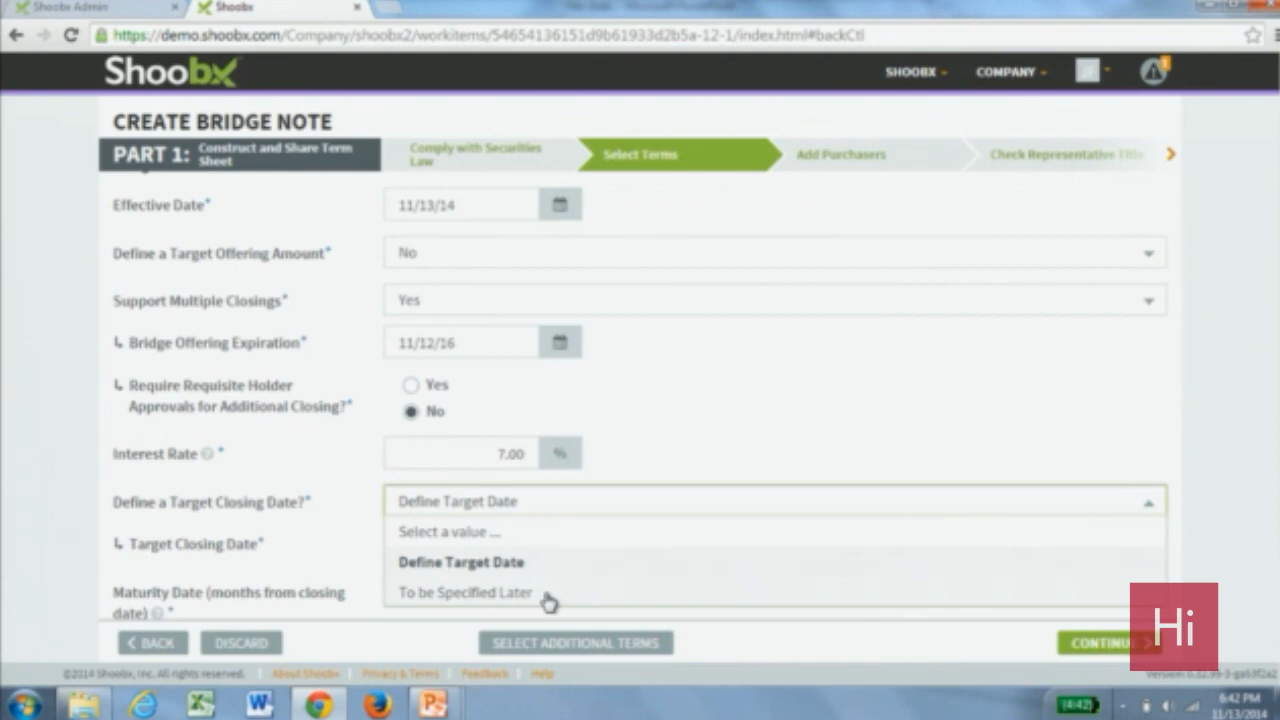 Shoobx Admin
Shoobx
https://demo.shoobx.com/Company/shoobx2/workitems/54654136151d9b61933d2b5a-12-1/index.html#backCtl
Shoobx
SHOOBX
COMPANY
1
CREATE BRIDGE NOTE
PART 1: Construct and Share Term
Sheet
Comply with Securities
Law
Select Terms
Add Purchasers
Check Representative Title
Effective Date*
11/13/14
Define a Target Offering Amount*
No
Support Multiple Closings*
Yes
↳ Bridge Offering Expiration*
11/12/16
↳ Require Requisite Holder
Approvals for Additional Closing?*
Yes
No
Interest Rate *
7.00 %
Define a Target Closing Date?*
Define Target Date
Select a value ...
Define Target Date
To be Specified Later
↳ Target Closing Date*
Maturity Date (months from closing
date) *
BACK
DISCARD
SELECT ADDITIONAL TERMS
CONTINUE
Hi
©2014 Shoobx, Inc. All rights reserved.
About Shoobx
Privacy & Terms
Feedback
Help
(4:42)
6:42 PM
11/13/2014